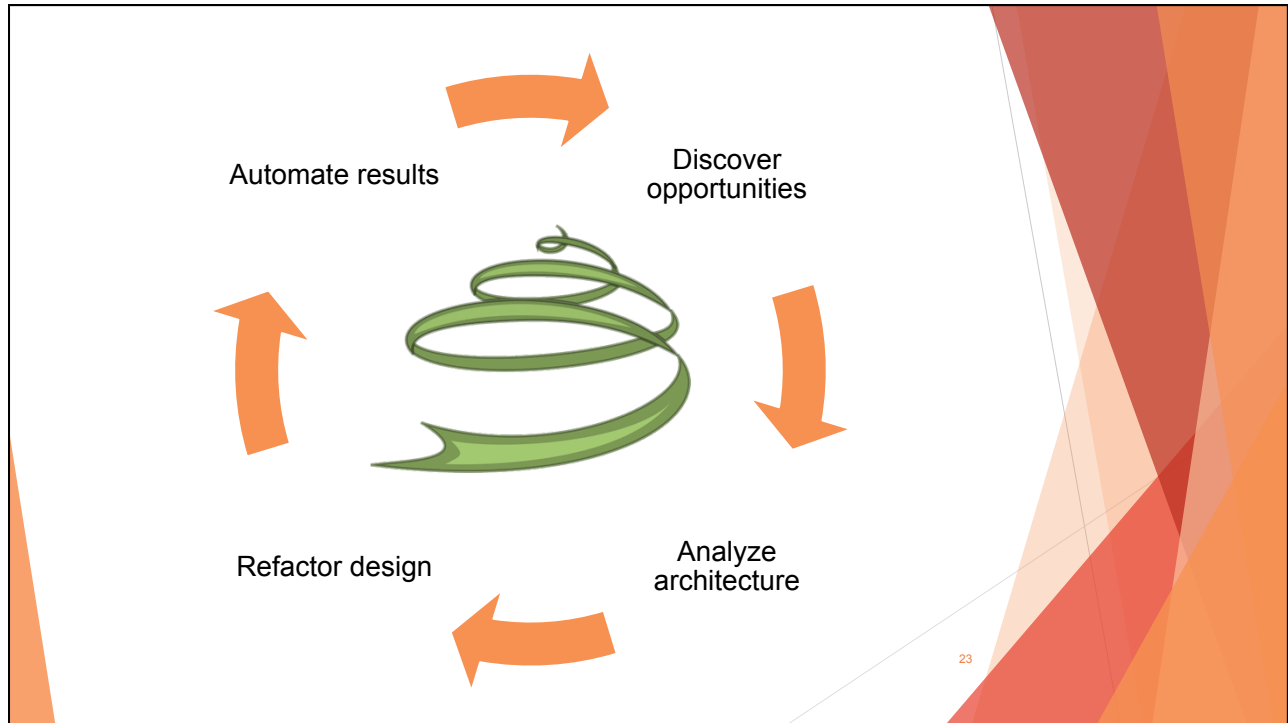 Automate results
Discover
opportunities
Refactor design
Analyze
architecture
23